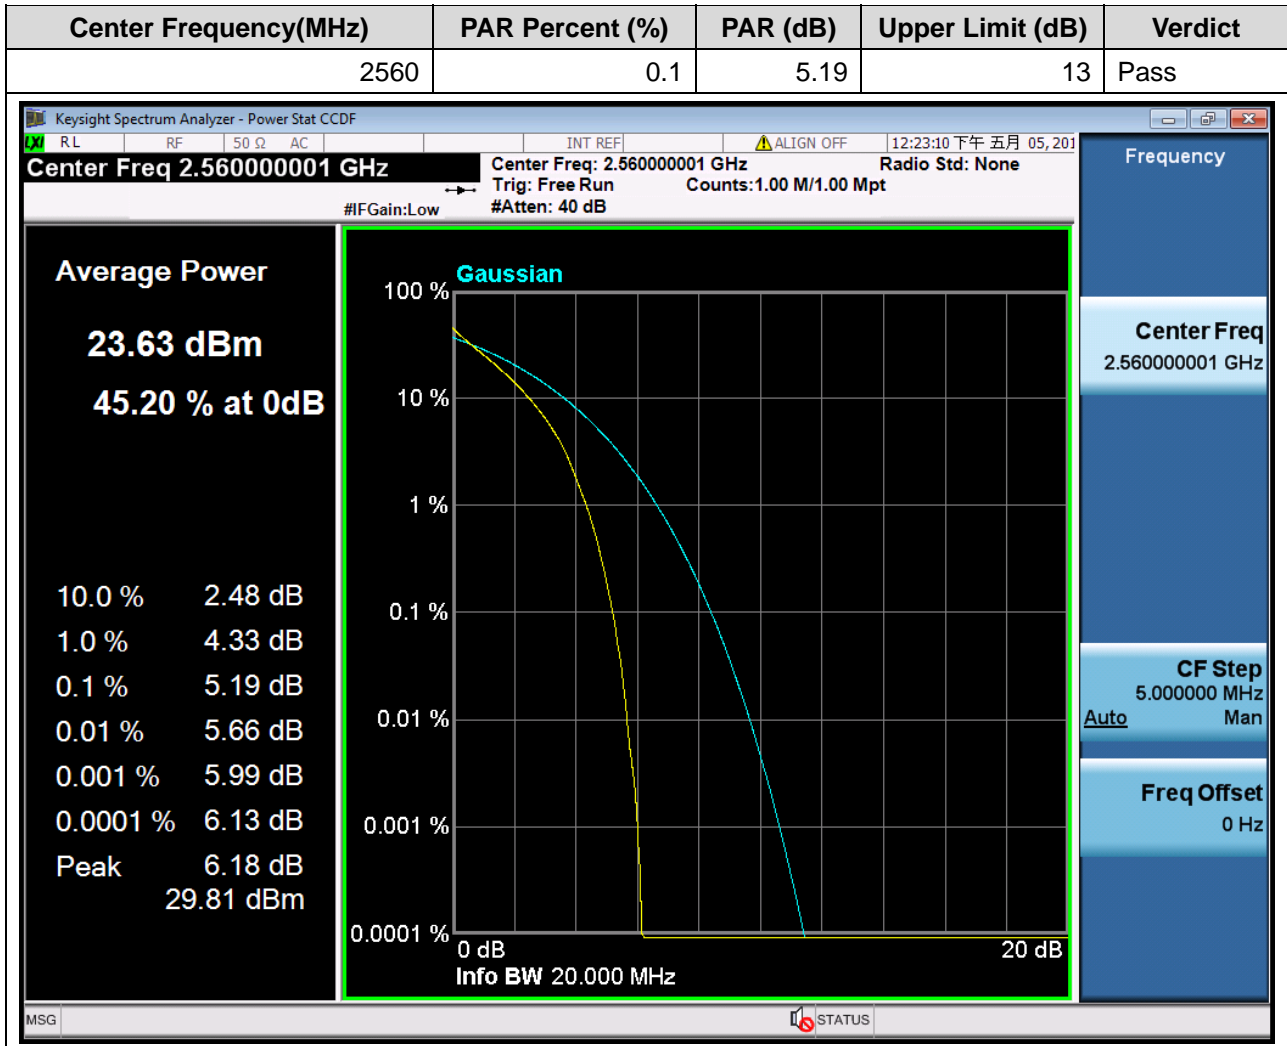 Center Frequency(MHz) PAR Percent (%) PAR (dB) Upper Limit (dB) Verdict
2560 0.1 5.19 13 Pass
Keysight Spectrum Analyzer - Power Stat CCDF
LXI RL RF 50 Ω AC INT REF ALIGN OFF 12:23:10 下午 五月 05, 201
Center Freq 2.560000001 GHz
#IFGain:Low
Center Freq: 2.560000001 GHz Radio Std: None
Trig: Free Run Counts:1.00 M/1.00 Mpt
#Atten: 40 dB
Average Power
23.63 dBm
45.20 % at 0dB
10.0 % 2.48 dB
1.0 % 4.33 dB
0.1 % 5.19 dB
0.01 % 5.66 dB
0.001 % 5.99 dB
0.0001 % 6.13 dB
Peak 6.18 dB
29.81 dBm
Gaussian
100 %
10 %
1 %
0.1 %
0.01 %
0.001 %
0.0001 %
0 dB 20 dB
Info BW 20.000 MHz
Frequency
Center Freq
2.560000001 GHz
CF Step
5.000000 MHz
Auto Man
Freq Offset
0 Hz
MSG STATUS